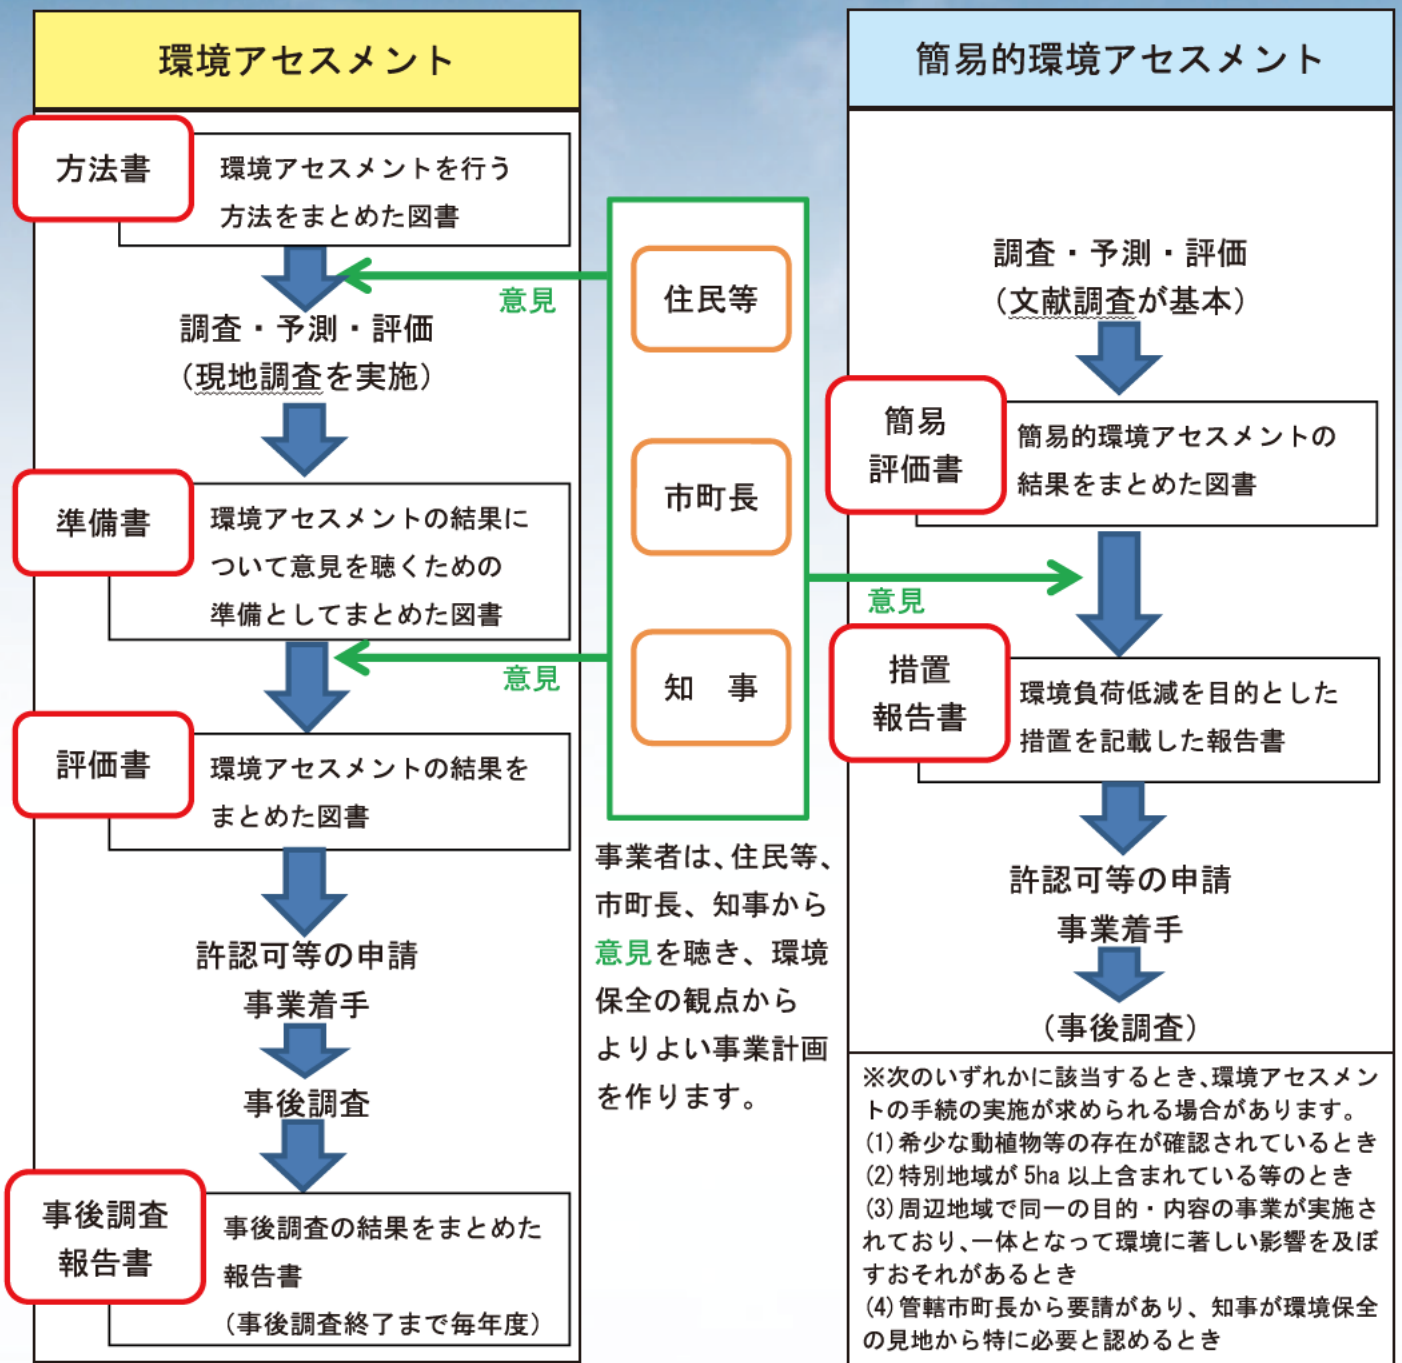 環境アセスメント
方法書
環境アセスメントを行う
方法をまとめた図書
意見
調査・予測・評価
（現地調査を実施）
準備書
環境アセスメントの結果に
ついて意見を聴くための
準備としてまとめた図書
意見
評価書
環境アセスメントの結果を
まとめた図書
許認可等の申請
事業着手
事後調査
事後調査
報告書
事後調査の結果をまとめた
報告書
（事後調査終了まで毎年度）
住民等
市町長
知　事
事業者は、住民等、
市町長、知事から
意見を聴き、環境
保全の観点から
よりよい事業計画
を作ります。
簡易的環境アセスメント
調査・予測・評価
（文献調査が基本）
簡易
評価書
簡易的環境アセスメントの
結果をまとめた図書
意見
措置
報告書
環境負荷低減を目的とした
措置を記載した報告書
許認可等の申請
事業着手
（事後調査）
※次のいずれかに該当するとき、環境アセスメン
トの手続の実施が求められる場合があります。
(1)希少な動植物等の存在が確認されているとき
(2)特別地域が 5ha 以上含まれている等のとき
(3)周辺地域で同一の目的・内容の事業が実施さ
れており、一体となって環境に著しい影響を及ぼ
すおそれがあるとき
(4)管轄市町長から要請があり、知事が環境保全
の見地から特に必要と認めるとき